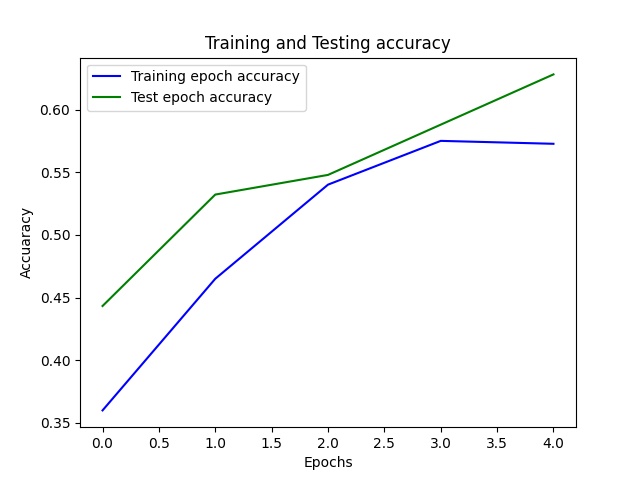 Training and Testing accuracy
Training epoch accuracy
Test epoch accuracy
0.60
0.55
0.50
0.45
0.40
0.35
Accuaracy
0.0 0.5 1.0 1.5 2.0 2.5 3.0 3.5 4.0
Epochs